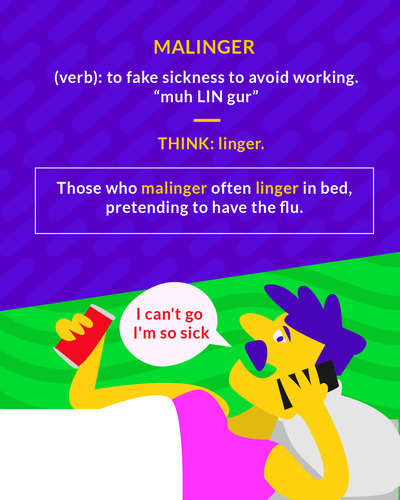 MALINGER
(verb): to fake sickness to avoid working.
“muh LIN gur”
THINK: linger.
Those who malinger often linger in bed,
pretending to have the flu.
I can't go
I'm so sick